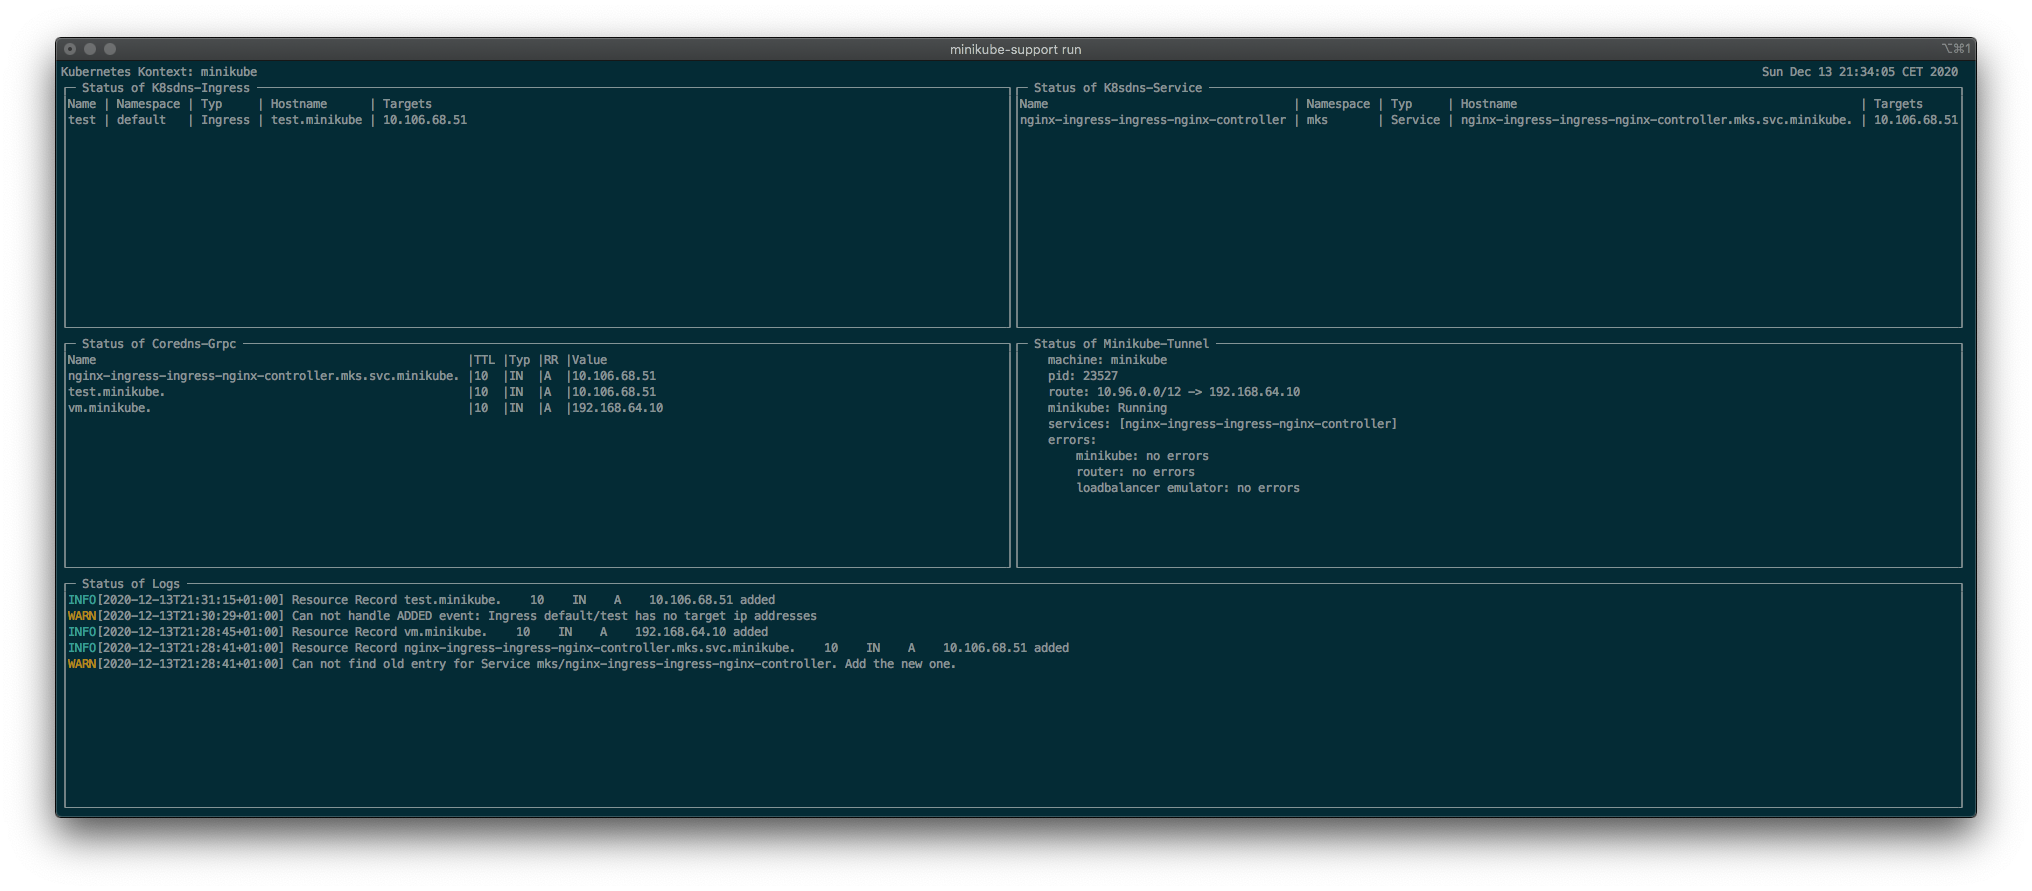 minikube-support run
⌥⌘1
Kubernetes Kontext: minikube
Sun Dec 13 21:34:05 CET 2020
Status of K8sdns-Ingress
Name | Namespace | Typ | Hostname | Targets
test | default | Ingress | test.minikube | 10.106.68.51
Status of K8sdns-Service
Name | Namespace | Typ | Hostname | Targets
nginx-ingress-ingress-nginx-controller | mks | Service | nginx-ingress-ingress-nginx-controller.mks.svc.minikube. | 10.106.68.51
Status of Coredns-Grpc
Name |TTL |Typ |RR |Value
nginx-ingress-ingress-nginx-controller.mks.svc.minikube. |10 |IN |A |10.106.68.51
test.minikube. |10 |IN |A |10.106.68.51
vm.minikube. |10 |IN |A |192.168.64.10
Status of Minikube-Tunnel
machine: minikube
pid: 23527
route: 10.96.0.0/12 -> 192.168.64.10
minikube: Running
services: [nginx-ingress-ingress-nginx-controller]
errors:
minikube: no errors
router: no errors
loadbalancer emulator: no errors
Status of Logs
INFO[2020-12-13T21:31:15+01:00] Resource Record test.minikube. 10 IN A 10.106.68.51 added
WARN[2020-12-13T21:30:29+01:00] Can not handle ADDED event: Ingress default/test has no target ip addresses
INFO[2020-12-13T21:28:45+01:00] Resource Record vm.minikube. 10 IN A 192.168.64.10 added
INFO[2020-12-13T21:28:41+01:00] Resource Record nginx-ingress-ingress-nginx-controller.mks.svc.minikube. 10 IN A 10.106.68.51 added
WARN[2020-12-13T21:28:41+01:00] Can not find old entry for Service mks/nginx-ingress-ingress-nginx-controller. Add the new one.